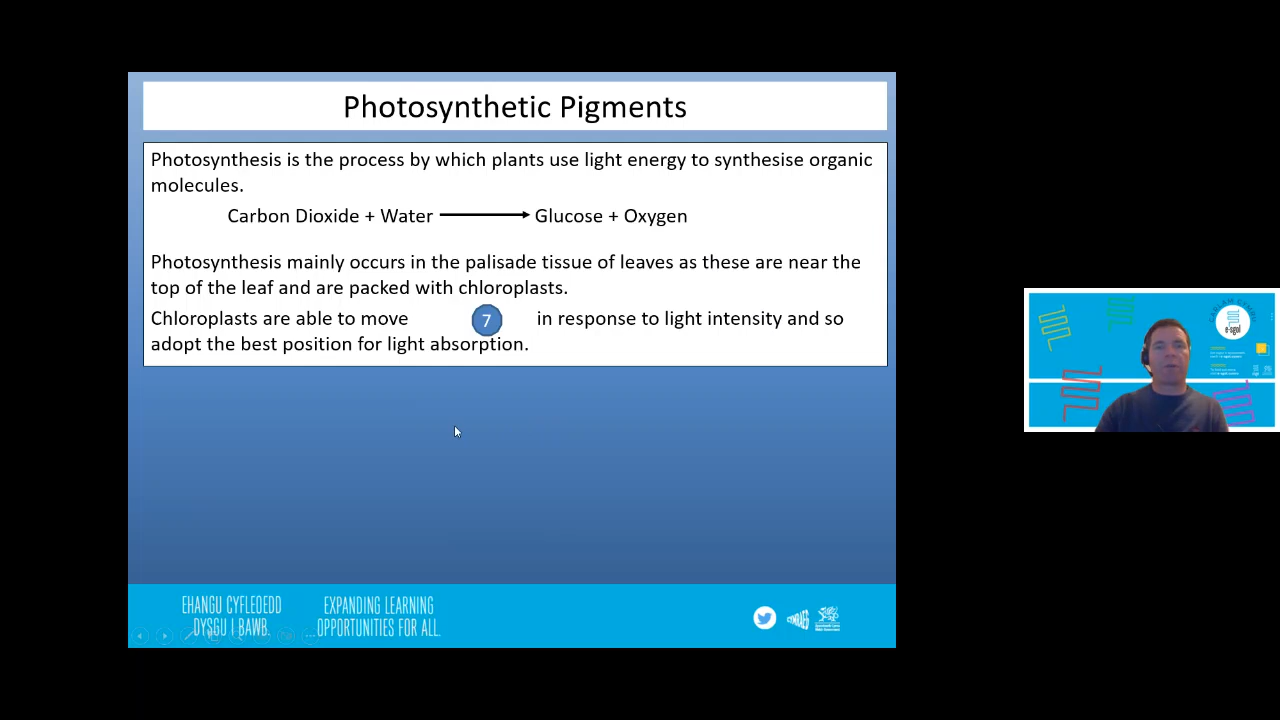 Photosynthetic Pigments
Photosynthesis is the process by which plants use light energy to synthesise organic
molecules.
Carbon Dioxide + Water Glucose + Oxygen
Photosynthesis mainly occurs in the palisade tissue of leaves as these are near the
top of the leaf and are packed with chloroplasts.
Chloroplasts are able to move 7 in response to light intensity and so
adopt the best position for light absorption.
e-sgol
EHANGU CYFLEOEDD
DYSGU I BAWB.
EXPANDING LEARNING
OPPORTUNITIES FOR ALL.